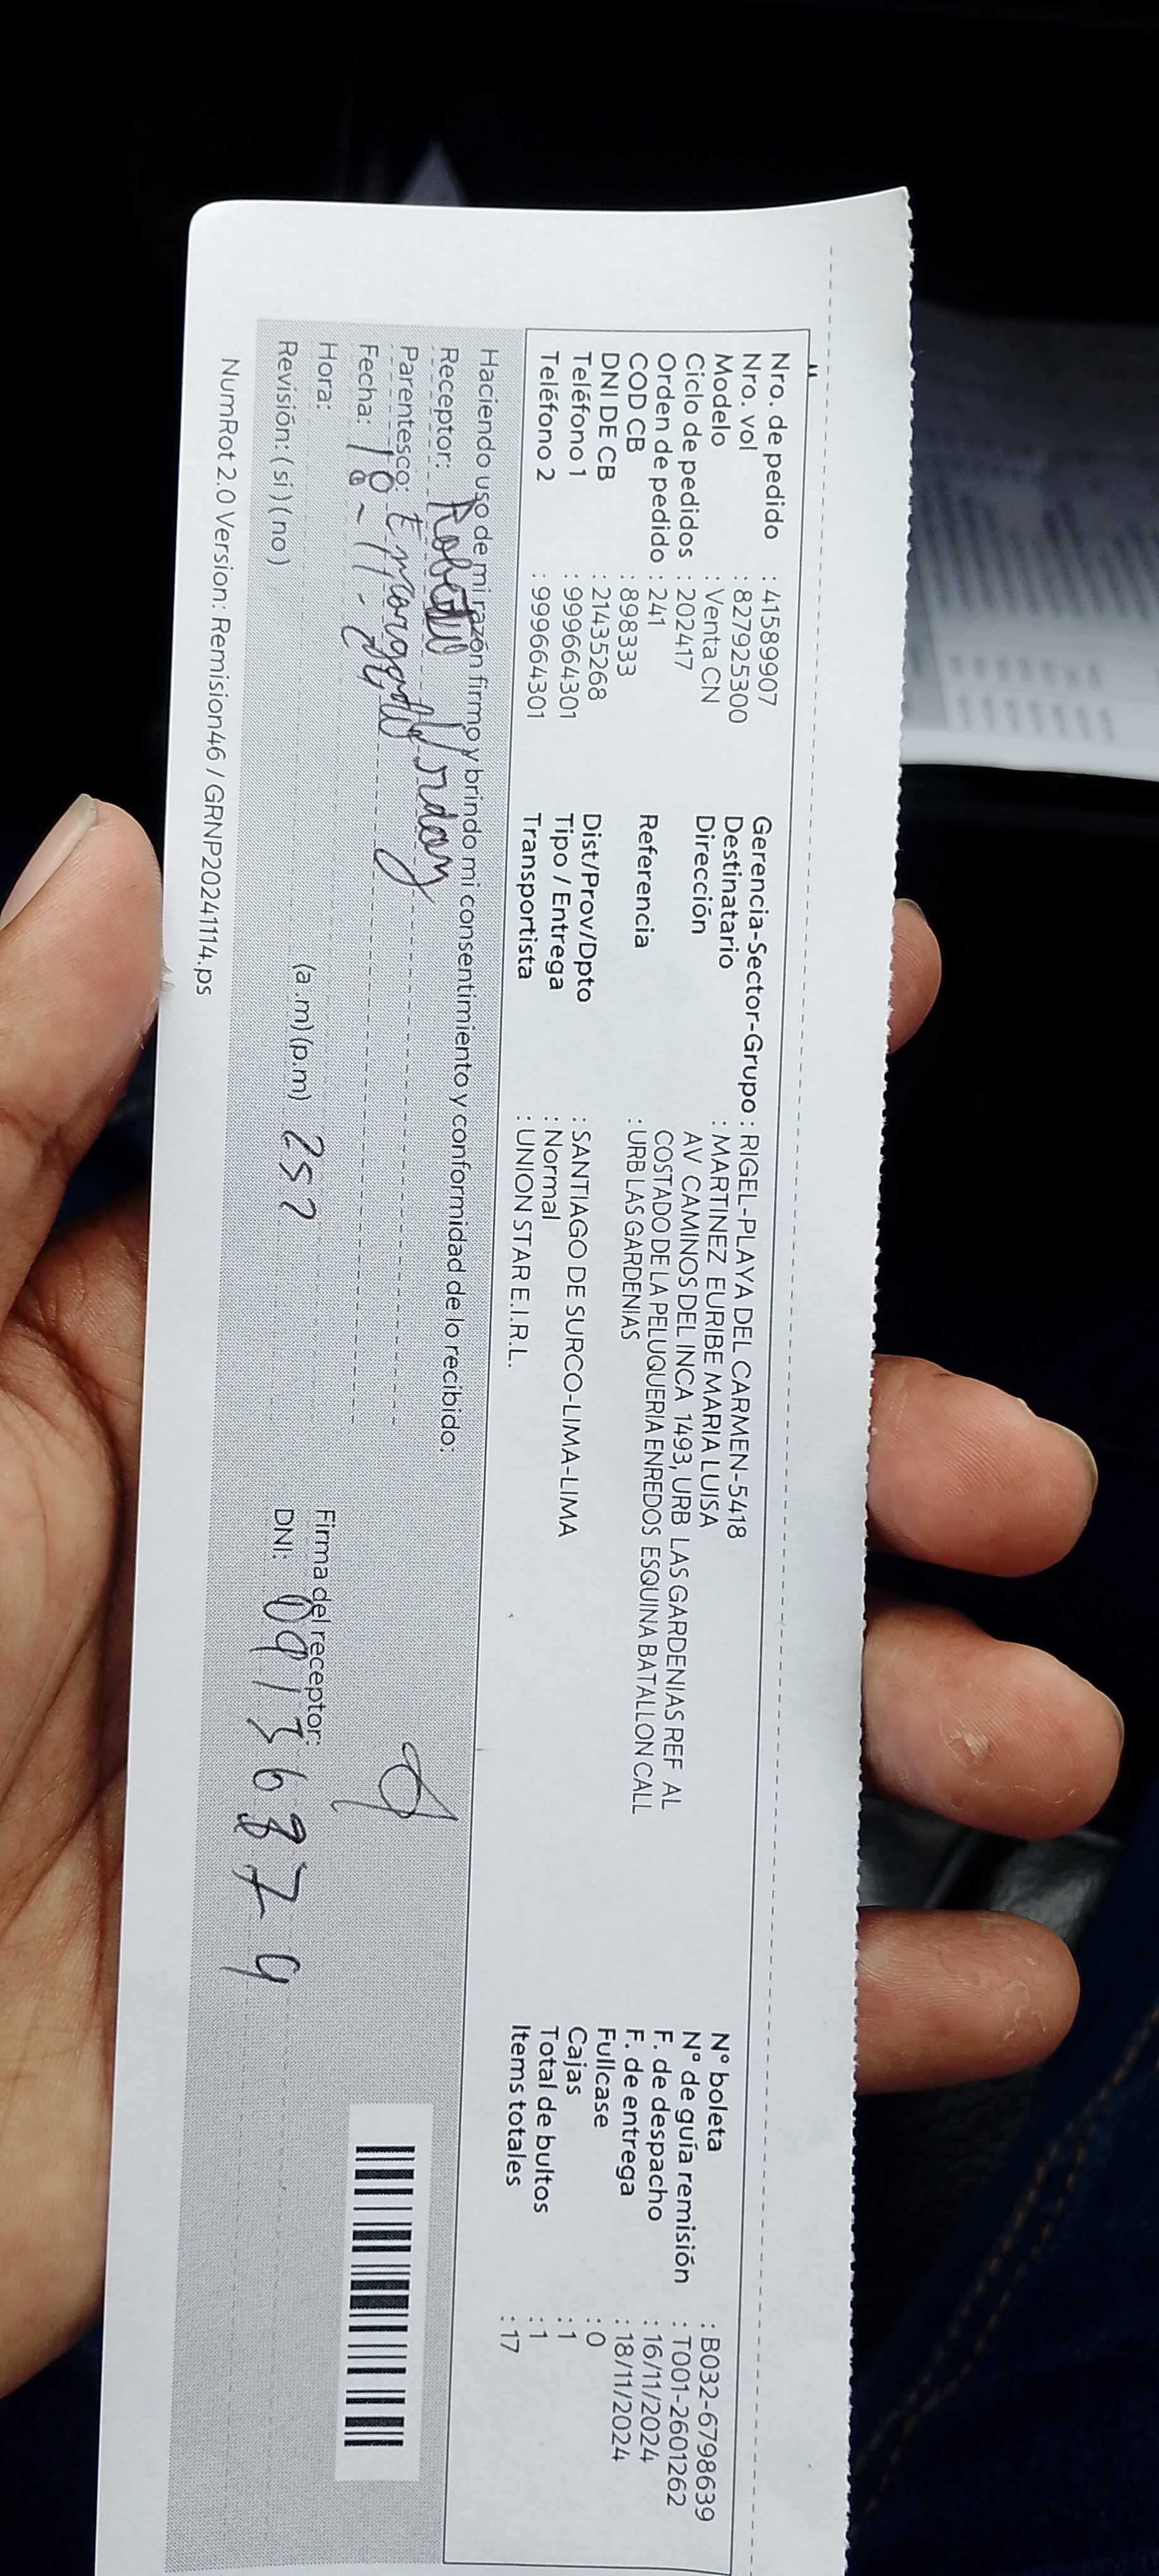 Nro. de pedido : 41589907
Nro. vol : 827925300
Modelo : Venta CN
Ciclo de pedidos : 202417
Orden de pedido : 241
COD CB : 898333
DNI DE CB : 21435268
Teléfono 1 : 999664301
Teléfono 2 : 999664301
Gerencia-Sector-Grupo : RIGEL-PLAYA DEL CARMEN-5418
Destinatario : MARTINEZ EURIBE MARIA LUISA
Dirección AV CAMINOS DEL INCA 1493, URB LAS GARDENIAS REF AL
COSTADO DE LA PELUQUERIA ENREDOS ESQUINA BATALLON CALL
Referencia : URB LAS GARDENIAS
Dist/Prov/Dpto : SANTIAGO DE SURCO-LIMA-LIMA
Tipo / Entrega : Normal
Transportista : UNION STAR E.I.R.L.
N° boleta : B032-6798639
N° de guía remisión : T001-2601262
F. de despacho : 16/11/2024
F. de entrega : 18/11/2024
Fullcase : 0
Cajas : 1
Total de bultos : 1
Items totales : 17
Haciendo uso de mi razón firmo y brindo mi consentimiento y conformidad de lo recibido:
Receptor: Roberto
Parentesco: Encargado
Fecha: 18-11-
Hora: (a.m) (p.m) 252
Revisión: (si) (no)
Firma del receptor:
DNI: 09136879
NumRot 2.0 Version: Remision46 / GRNP20241114.ps